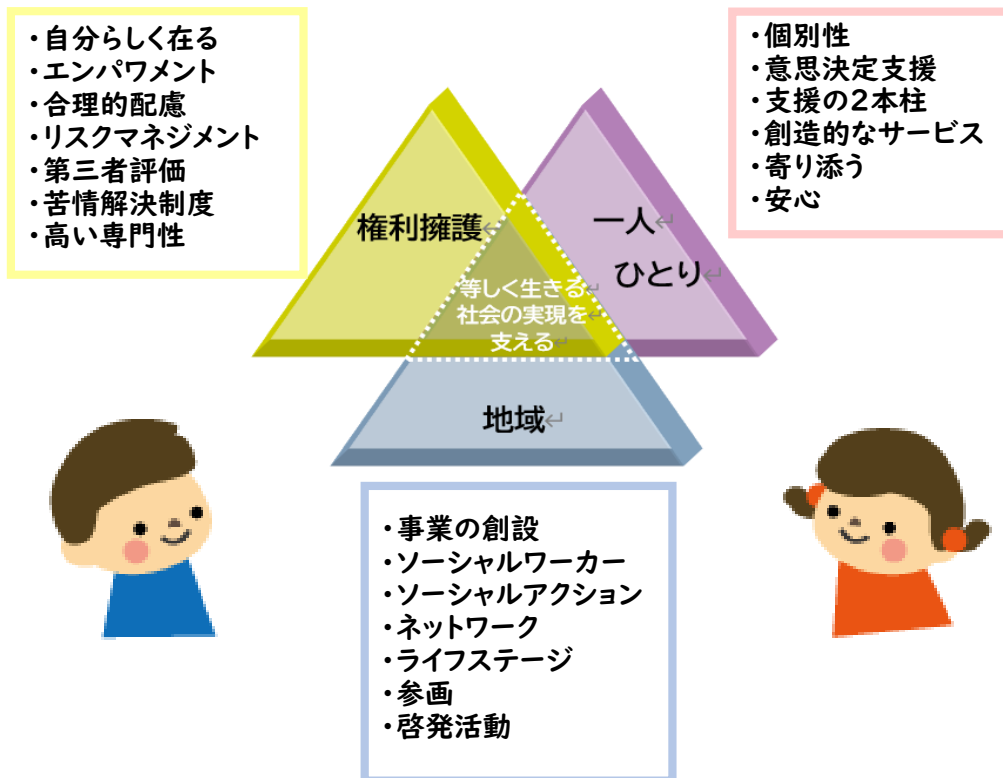 ・自分らしく在る
・エンパワメント
・合理的配慮
・リスクマネジメント
・第三者評価
・苦情解決制度
・高い専門性
・個別性
・意思決定支援
・支援の2本柱
・創造的なサービス
・寄り添う
・安心
権利擁護↵
一人↵
ひとり↵
等しく生きる↵
社会の実現を↵
支える↵
地域↵
・事業の創設
・ソーシャルワーカー
・ソーシャルアクション
・ネットワーク
・ライフステージ
・参画
・啓発活動